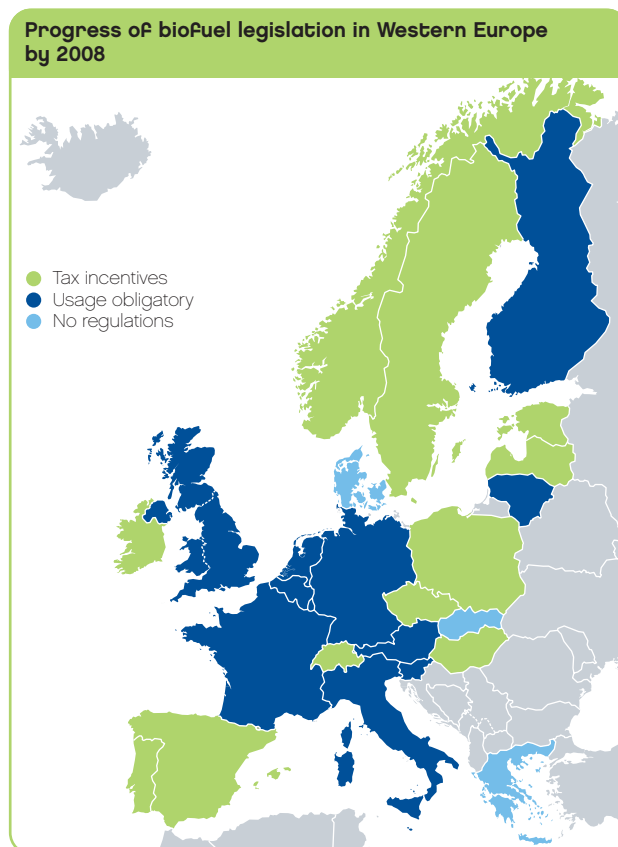 Progress of biofuel legislation in Western Europe
by 2008
Tax incentives
Usage obligatory
No regulations